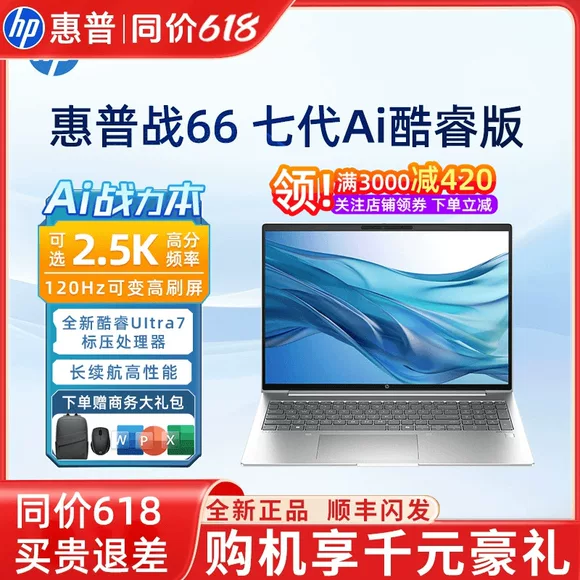 hp 惠普 同价618
惠普战66 七代Ai酷睿版
Ai战力本
领! 满3000减420
关注店铺领券 下单立减
可选 2.5K 高分频率
120Hz可变高刷屏
全新酷睿Ultra7
标压处理器
长续航高性能
下单赠商务大礼包
W P X
hp
同价618
买贵退差
全新正品 顺丰闪发
购机享千元豪礼